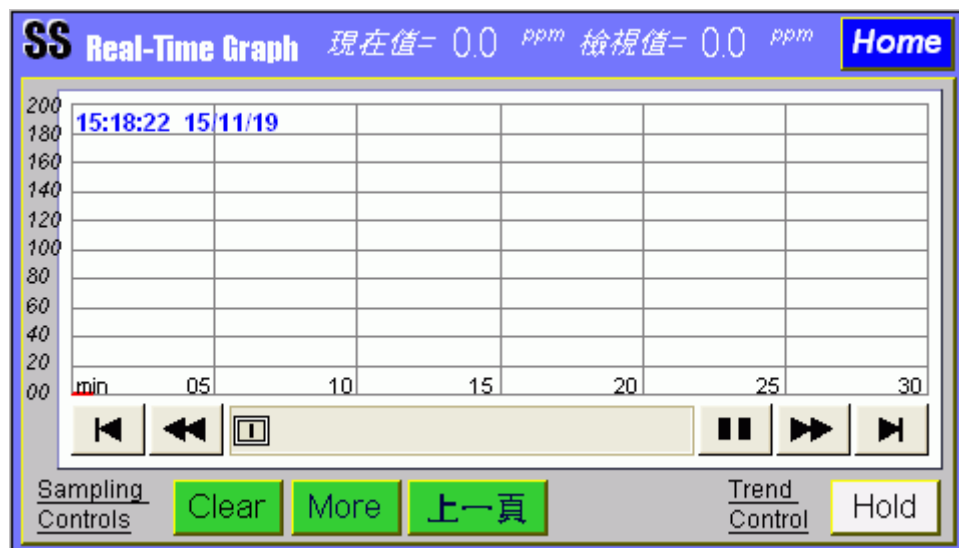 SS Real-Time Graph 現在值= 0.0 ppm 檢視值= 0.0 ppm Home
200
180
160
140
120
100
80
60
40
20
00
15:18:22 15/11/19
min 05 10 15 20 25 30
Sampling
Controls
Clear More 上一頁
Trend
Control
Hold